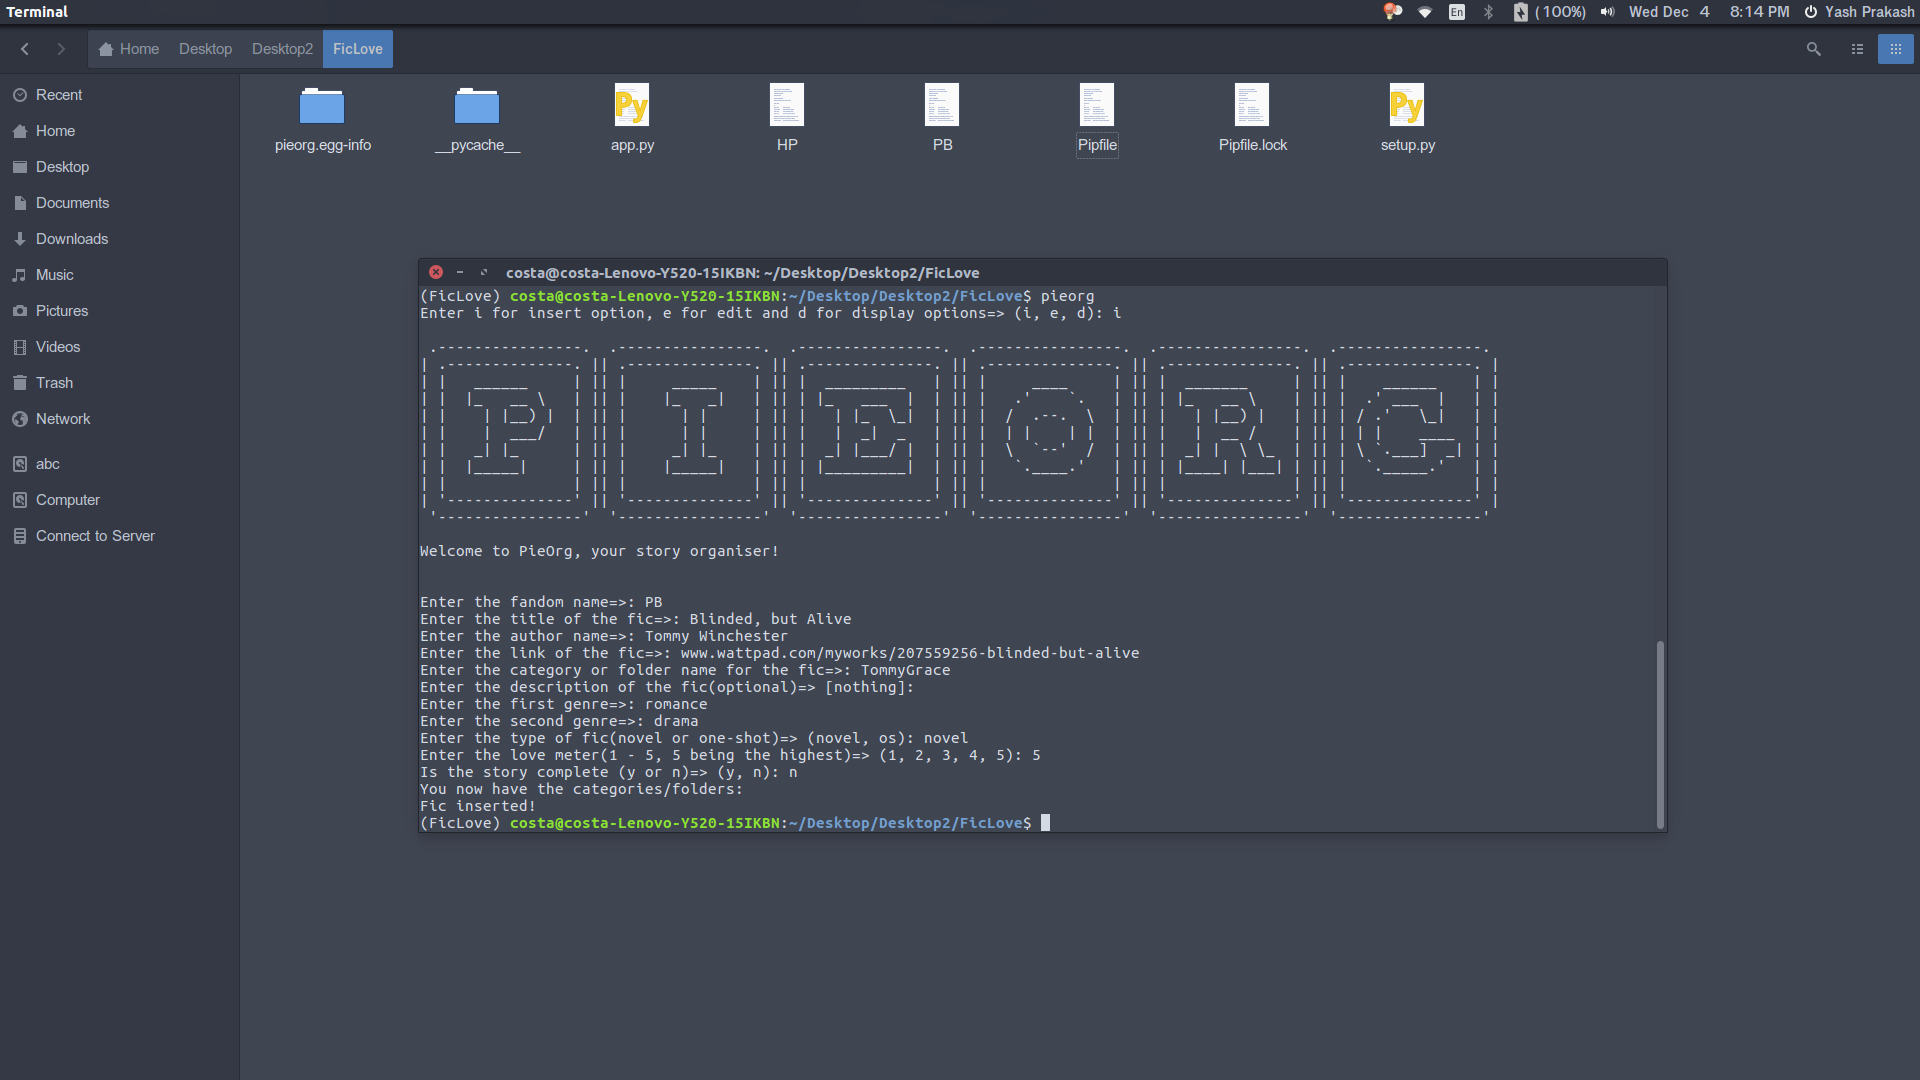 Terminal
En
(100%)
Wed Dec 4 8:14 PM
Yash Prakash
Home Desktop Desktop2 FicLove
Recent
Home
Desktop
Documents
Downloads
Music
Pictures
Videos
Trash
Network
abc
Computer
Connect to Server
pieorg.egg-info
__pycache__
Py
app.py
HP
PB
Pipfile
Pipfile.lock
Py
setup.py
costa@costa-Lenovo-Y520-15IKBN: ~/Desktop/Desktop2/FicLove
(FicLove) costa@costa-Lenovo-Y520-15IKBN:~/Desktop/Desktop2/FicLove$ pieorg
Enter i for insert option, e for edit and d for display options=> (i, e, d): i
PIEORG
Welcome to PieOrg, your story organiser!
Enter the fandom name=>: PB
Enter the title of the fic=>: Blinded, but Alive
Enter the author name=>: Tommy Winchester
Enter the link of the fic=>: www.wattpad.com/myworks/207559256-blinded-but-alive
Enter the category or folder name for the fic=>: TommyGrace
Enter the description of the fic(optional)=> [nothing]:
Enter the first genre=>: romance
Enter the second genre=>: drama
Enter the type of fic(novel or one-shot)=> (novel, os): novel
Enter the love meter(1 - 5, 5 being the highest)=> (1, 2, 3, 4, 5): 5
Is the story complete (y or n)=> (y, n): n
You now have the categories/folders:
Fic inserted!
(FicLove) costa@costa-Lenovo-Y520-15IKBN:~/Desktop/Desktop2/FicLove$